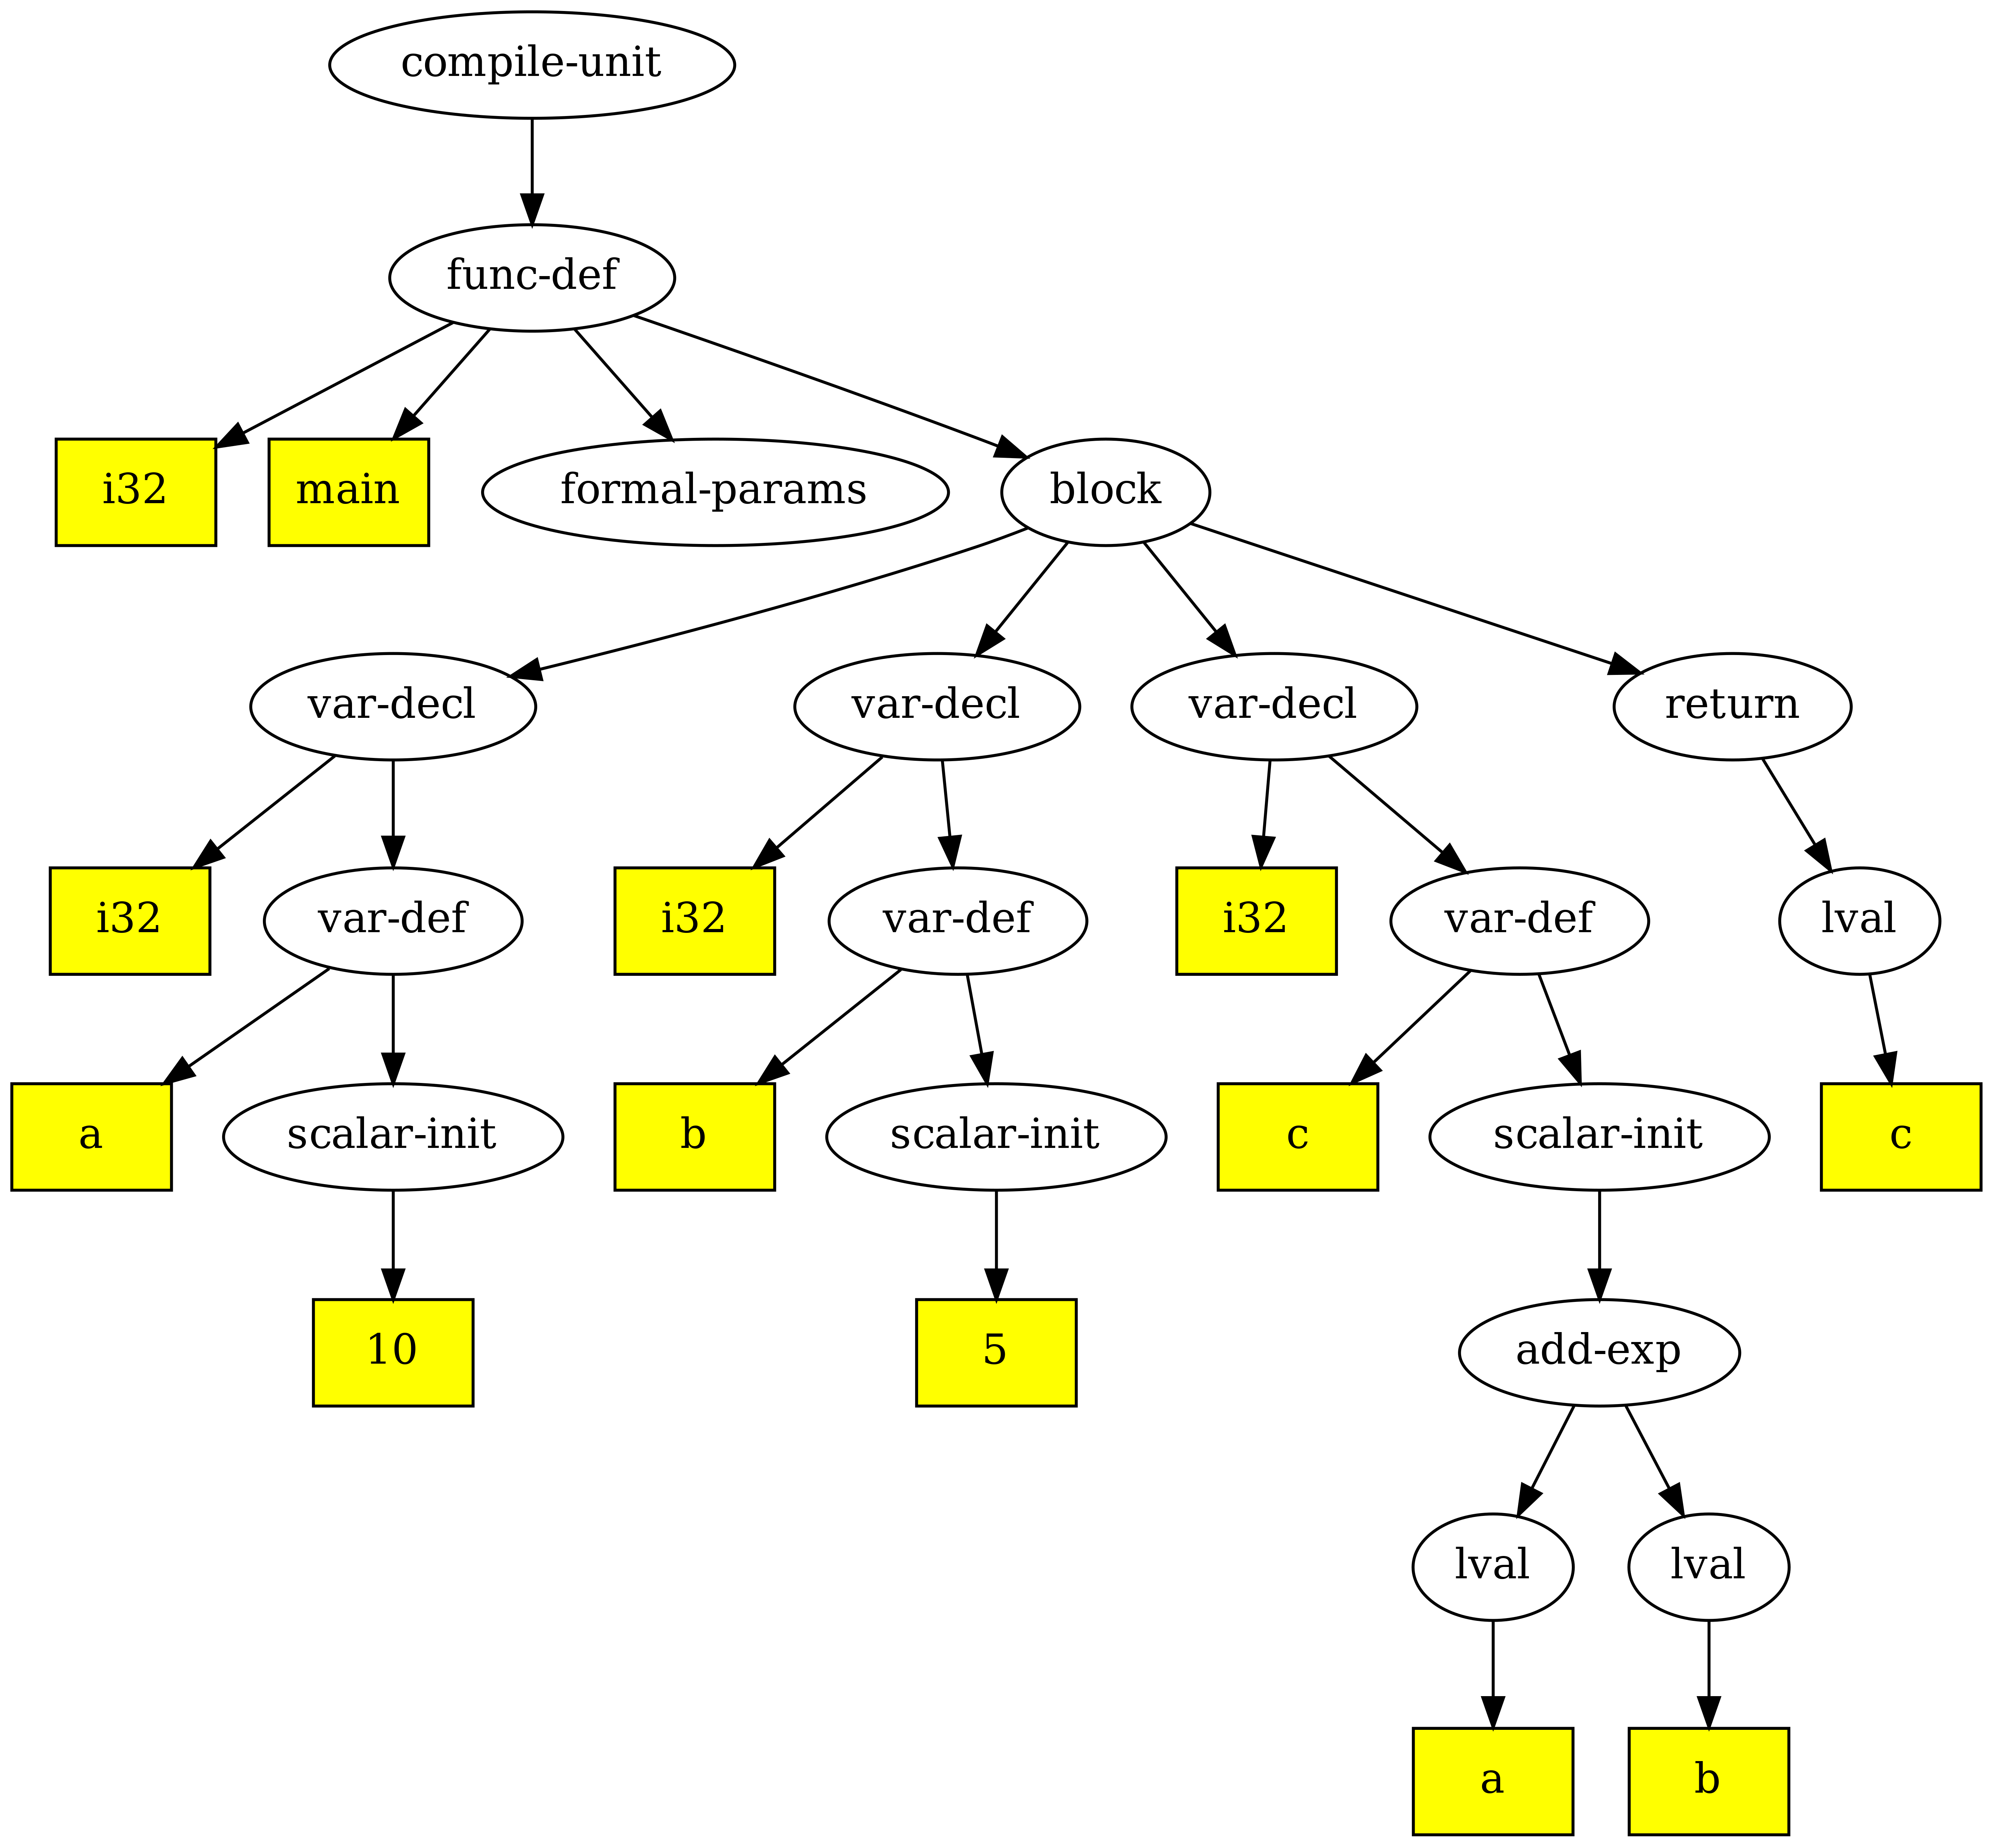 compile-unit
func-def
i32
main
formal-params
block
var-decl
var-decl
var-decl
return
i32
var-def
i32
var-def
i32
var-def
lval
a
scalar-init
b
scalar-init
c
scalar-init
c
10
5
add-exp
lval
lval
a
b